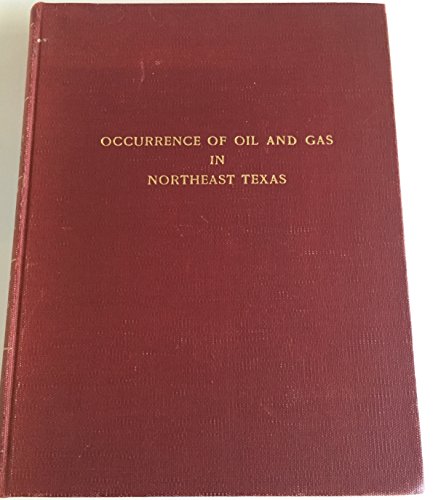 OCCURRENCE OF OIL AND GAS
IN
NORTHEAST TEXAS